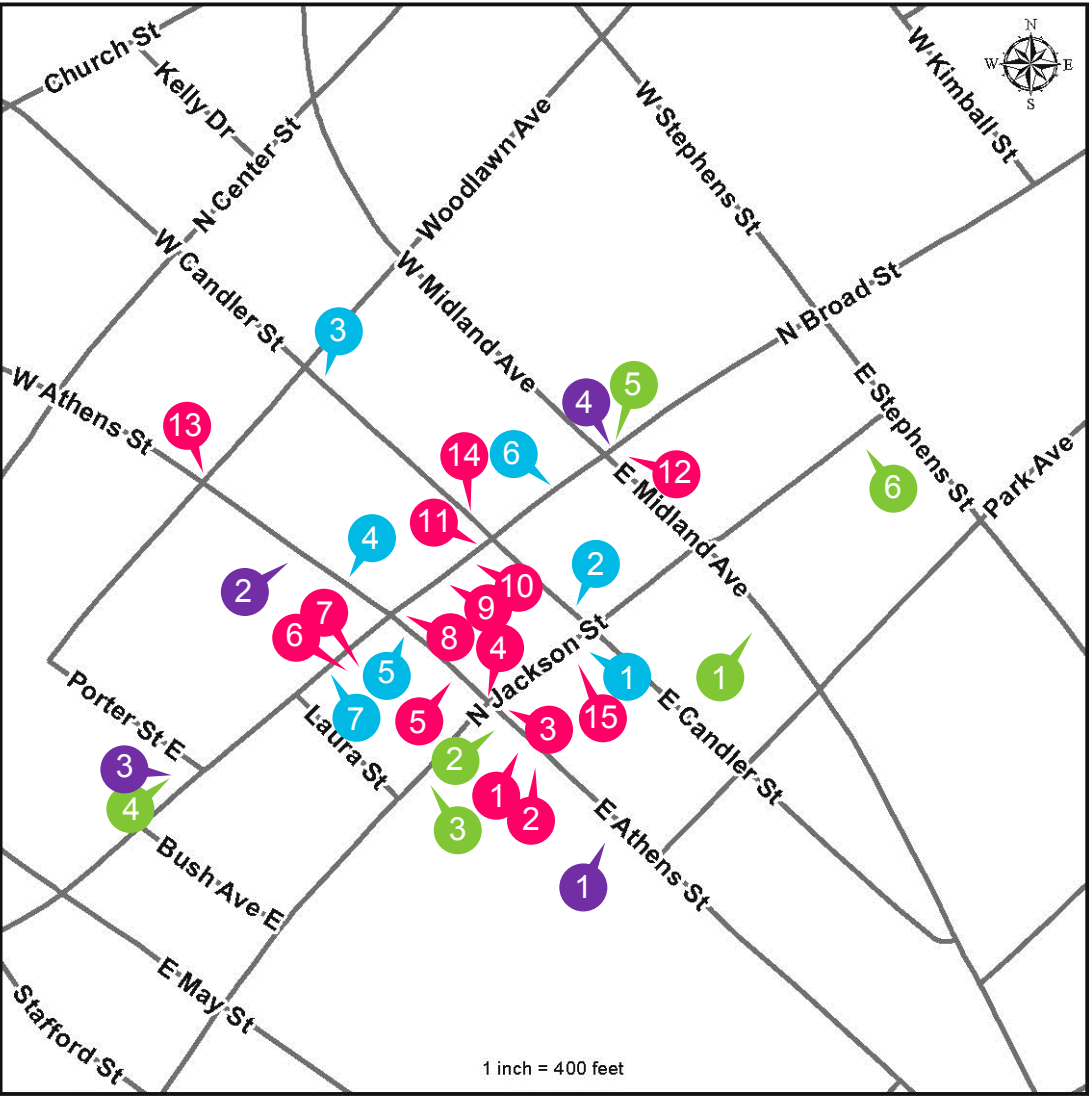 N
W
E
S
Church St
Kelly Dr
N Center St
Woodlawn Ave
W Stephens St
W Kimball St
W Candler St
W Midland Ave
N Broad St
3
W Athens St
E Stephens St
4
5
13
14
6
12
E Midland Ave
6
Park Ave
11
4
2
2
7
10
9
6
8
4
N Jackson St
5
1
1
7
5
15
3
Porter St E
Laura St
E Candler St
2
3
4
1
2
3
E Athens St
Bush Ave E
1
E May St
Stafford St
1 inch = 400 feet